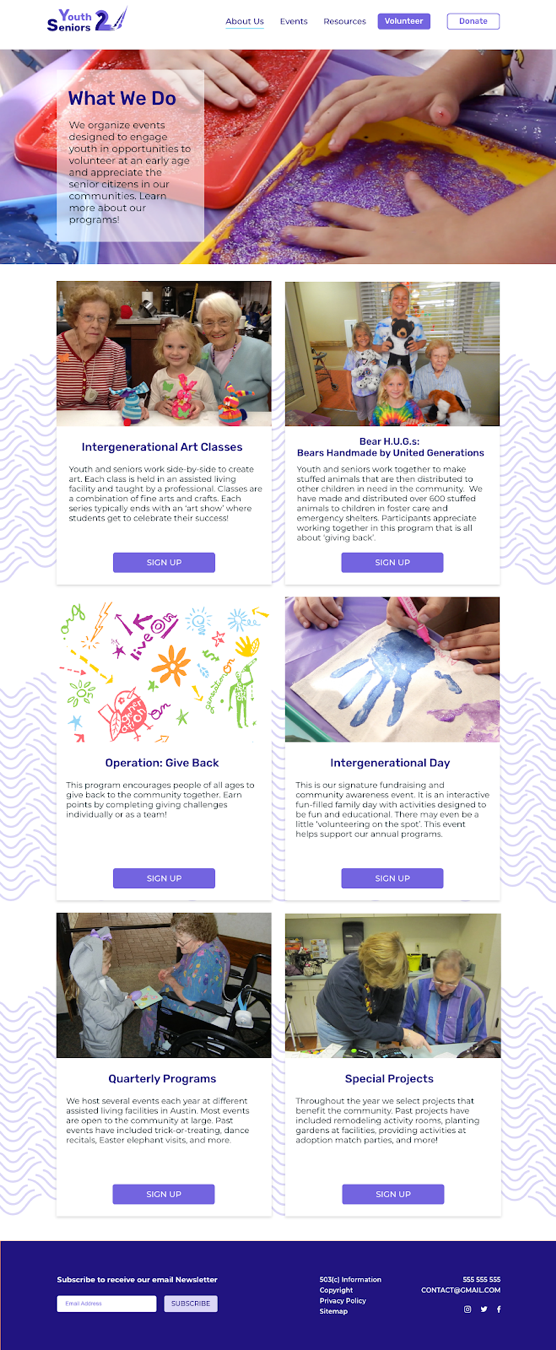 Youth
Seniors 2
About Us Events Resources Volunteer Donate
What We Do
We organize events
designed to engage
youth in opportunities to
volunteer at an early age
and appreciate the
senior citizens in our
communities. Learn
more about our
programs!
Intergenerational Art Classes
Youth and seniors work side-by-side to create
art. Each class is held in an assisted living
facility and taught by a professional. Classes are
a combination of fine arts and crafts. Each
series typically ends with an 'art show' where
students get to celebrate their success!
SIGN UP
Bear H.U.G.s:
Bears Handmade by United Generations
Youth and seniors work together to make
stuffed animals that are then distributed to
other children in need in the community. We
have made and distributed over 600 stuffed
animals to children in foster care and
emergency shelters. Participants appreciate
working together in this program that is all
about 'giving back'.
SIGN UP
.org
live
generation
on
Operation: Give Back
This program encourages people of all ages to
give back to the community together. Earn
points by completing giving challenges
individually or as a team!
SIGN UP
Intergenerational Day
This is our signature fundraising and
community awareness event. It is an interactive
fun-filled family day with activities designed to
be fun and educational. There may even be a
little 'volunteering on the spot'. This event
helps support our annual programs.
SIGN UP
Quarterly Programs
We host several events each year at different
assisted living facilities in Austin. Most events
are open to the community at large. Past
events have included trick-or-treating, dance
recitals, Easter elephant visits, and more.
SIGN UP
Special Projects
Throughout the year we select projects that
benefit the community. Past projects have
included remodeling activity rooms, planting
gardens at facilities, providing activities at
adoption match parties, and more!
SIGN UP
Subscribe to receive our email Newsletter
Email Address SUBSCRIBE
503(c) Information
Copyright
Privacy Policy
Sitemap
555 555 555
CONTACT@GMAIL.COM